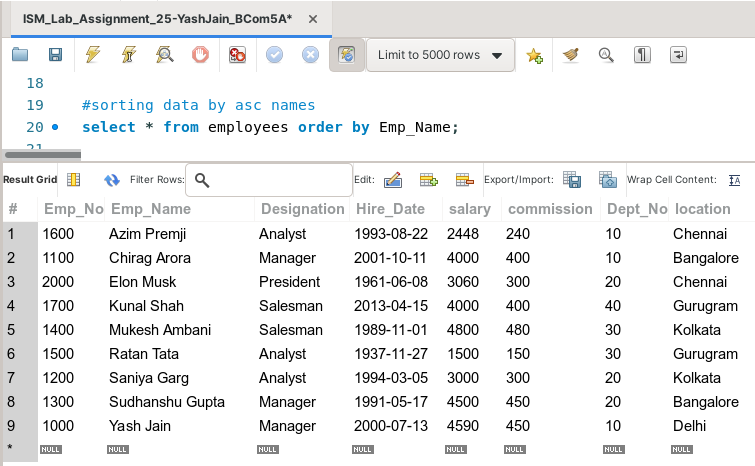 ISM_Lab_Assignment_25-YashJain_BCom5A* ×
Limit to 5000 rows
18
19 #sorting data by asc names
20 select * from employees order by Emp_Name;
21
Result Grid Filter Rows: Edit: Export/Import: Wrap Cell Content: IA
# Emp_No Emp_Name Designation Hire_Date salary commission Dept_No location
1 1600 Azim Premji Analyst 1993-08-22 2448 240 10 Chennai
2 1100 Chirag Arora Manager 2001-10-11 4000 400 10 Bangalore
3 2000 Elon Musk President 1961-06-08 3060 300 20 Chennai
4 1700 Kunal Shah Salesman 2013-04-15 4000 400 40 Gurugram
5 1400 Mukesh Ambani Salesman 1989-11-01 4800 480 30 Kolkata
6 1500 Ratan Tata Analyst 1937-11-27 1500 150 30 Gurugram
7 1200 Saniya Garg Analyst 1994-03-05 3000 300 20 Kolkata
8 1300 Sudhanshu Gupta Manager 1991-05-17 4500 450 20 Bangalore
9 1000 Yash Jain Manager 2000-07-13 4590 450 10 Delhi
* NULL NULL NULL NULL NULL NULL NULL NULL